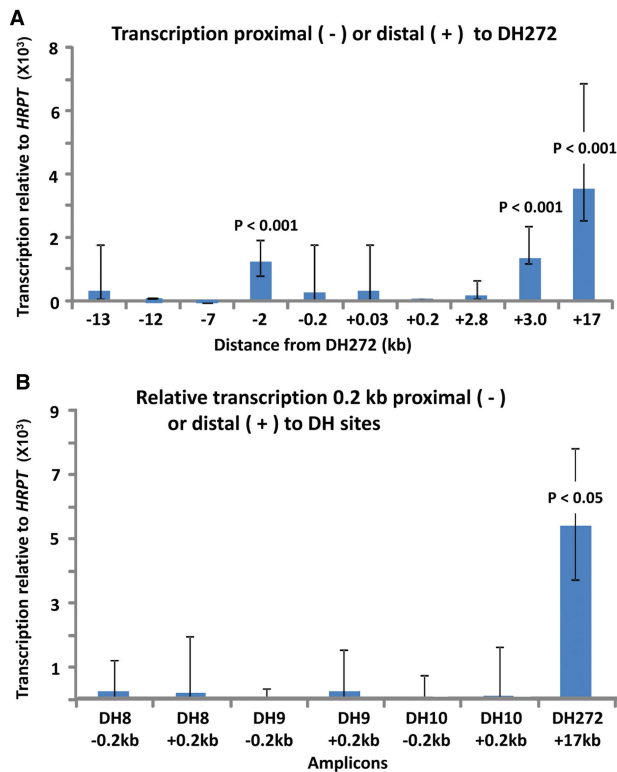 A
Transcription proximal ( - ) or distal ( + ) to DH272
Transcription relative to HRPT (X10³)
8
6
4
2
0
P < 0.001
P < 0.001
P < 0.001
-13 -12 -7 -2 -0.2 +0.03 +0.2 +2.8 +3.0 +17
Distance from DH272 (kb)
B
Relative transcription 0.2 kb proximal ( - )
or distal ( + ) to DH sites
Transcription relative to HRPT (X10³)
9
7
5
3
1
P < 0.05
DH8 DH8 DH9 DH9 DH10 DH10 DH272
-0.2kb +0.2kb -0.2kb +0.2kb -0.2kb +0.2kb +17kb
Amplicons